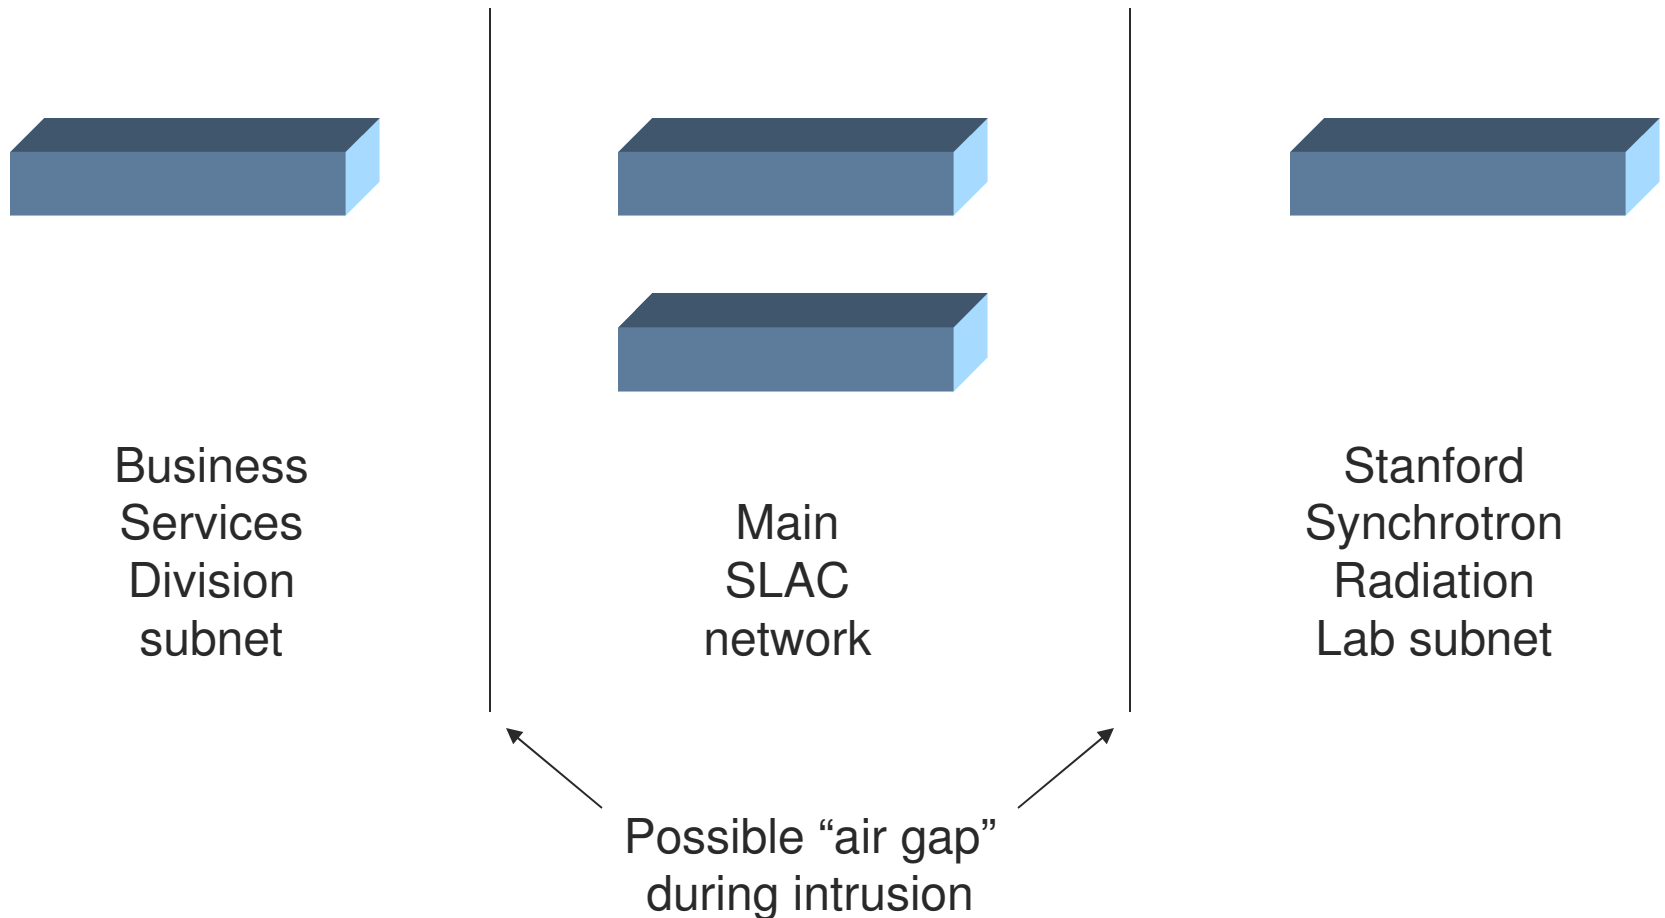 Business
Services
Division
subnet
Main
SLAC
network
Stanford
Synchrotron
Radiation
Lab subnet
Possible “air gap”
during intrusion